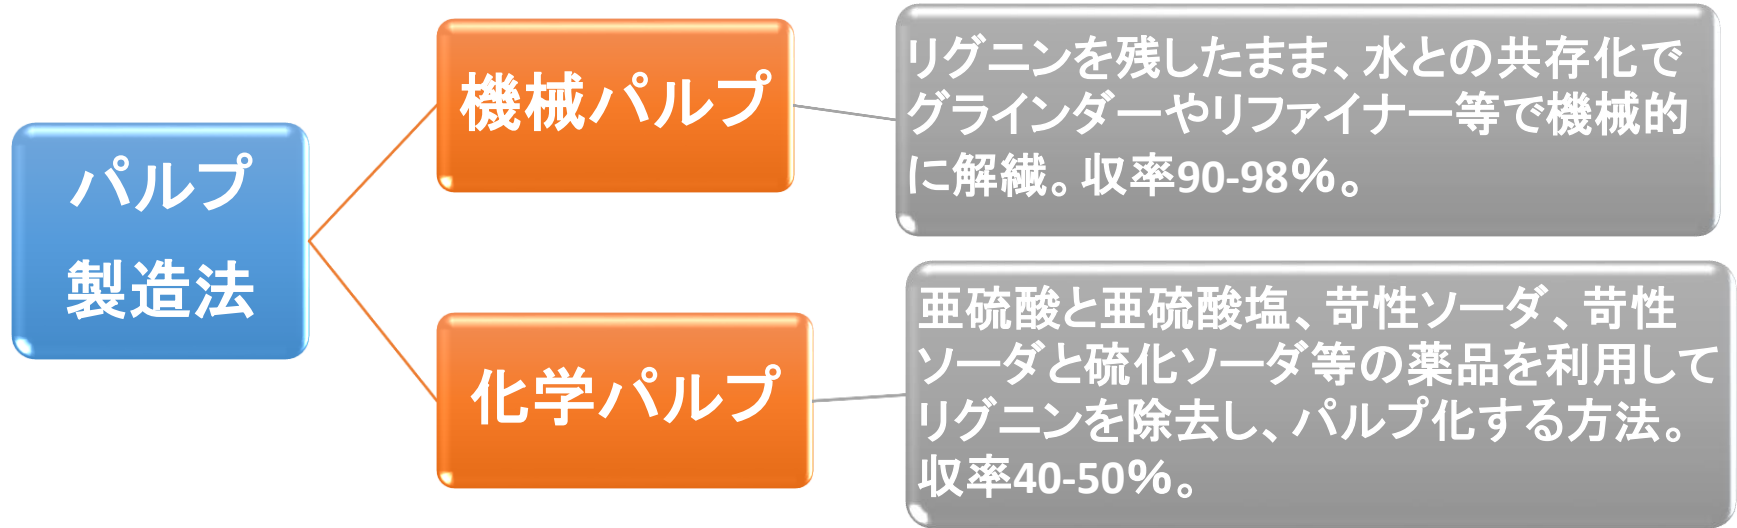 パルプ
製造法
機械パルプ
リグニンを残したまま、水との共存化で
グラインダーやリファイナー等で機械的
に解繊。収率90-98%。
化学パルプ
亜硫酸と亜硫酸塩、苛性ソーダ、苛性
ソーダと硫化ソーダ等の薬品を利用して
リグニンを除去し、パルプ化する方法。
収率40-50%。